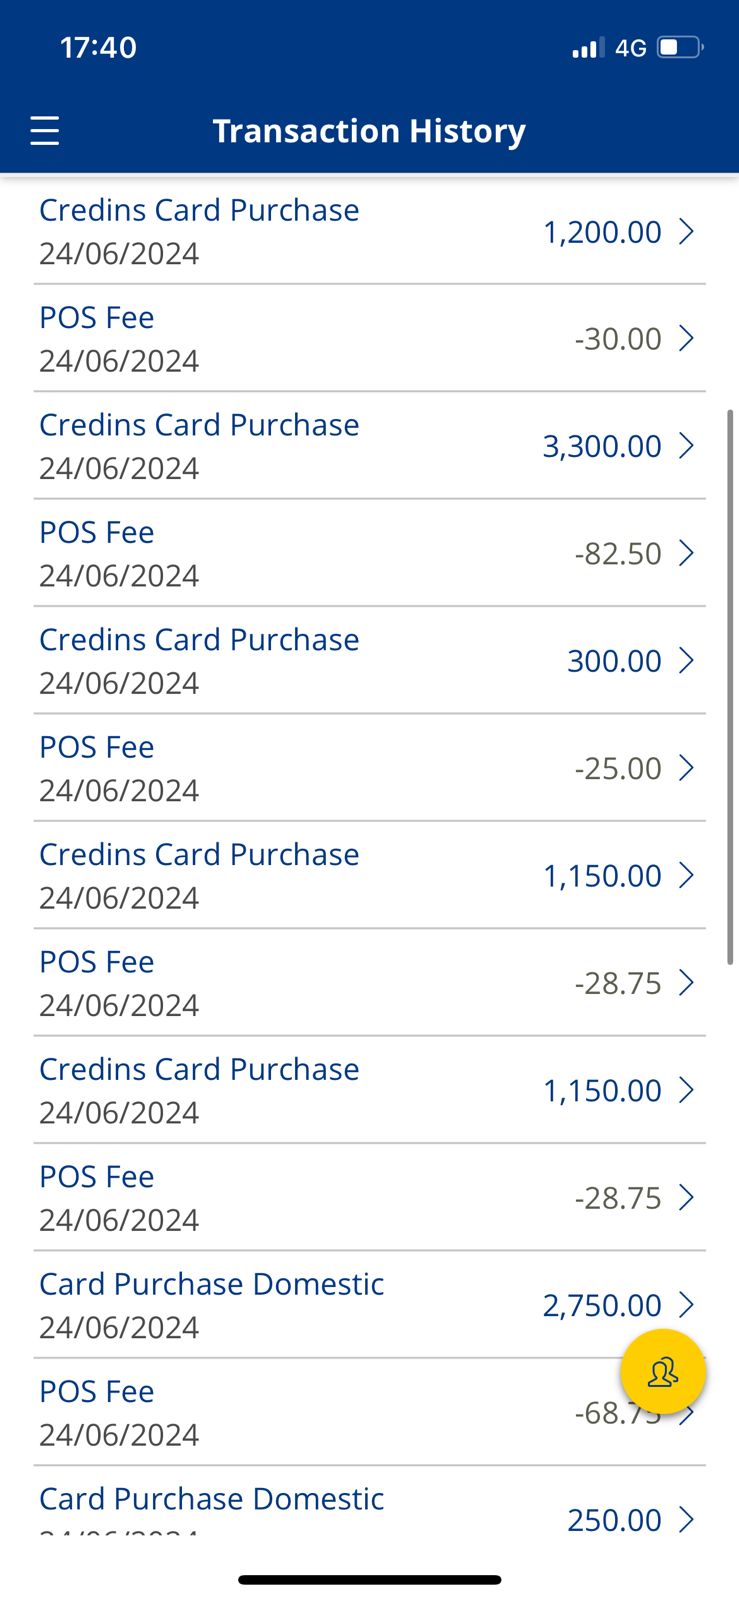 17:40
4G
Transaction History
Credins Card Purchase
1,200.00
24/06/2024
POS Fee
-30.00
24/06/2024
Credins Card Purchase
3,300.00
24/06/2024
POS Fee
-82.50
24/06/2024
Credins Card Purchase
300.00
24/06/2024
POS Fee
-25.00
24/06/2024
Credins Card Purchase
1,150.00
24/06/2024
POS Fee
-28.75
24/06/2024
Credins Card Purchase
1,150.00
24/06/2024
POS Fee
-28.75
24/06/2024
Card Purchase Domestic
2,750.00
24/06/2024
POS Fee
-68.75
24/06/2024
Card Purchase Domestic
250.00